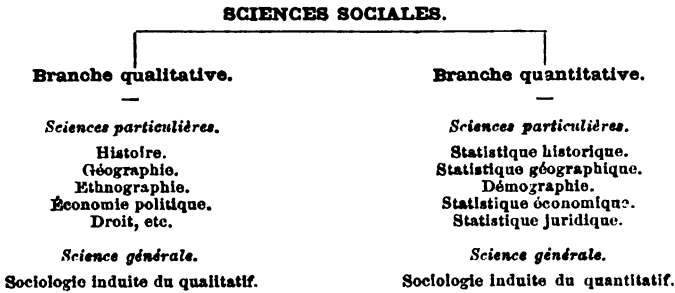 SCIENCES SOCIALES.
Branche qualitative.
Sciences particulières.
Histoire.
Géographie.
Ethnographie.
Économie politique.
Droit, etc.
Science générale.
Sociologie induite du qualitatif.
Branche quantitative.
Sciences particulières.
Statistique historique.
Statistique géographique.
Démographie.
Statistique économique.
Statistique juridique.
Science générale.
Sociologie induite du quantitatif.